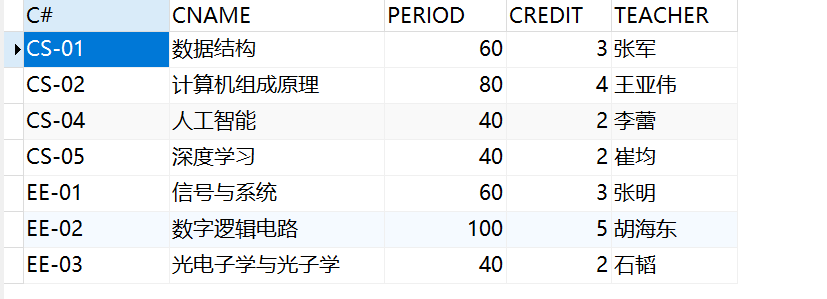 C# CNAME PERIOD CREDIT TEACHER
CS-01 数据结构 60 3 张军
CS-02 计算机组成原理 80 4 王亚伟
CS-04 人工智能 40 2 李蕾
CS-05 深度学习 40 2 崔均
EE-01 信号与系统 60 3 张明
EE-02 数字逻辑电路 100 5 胡海东
EE-03 光电子学与光子学 40 2 石韬